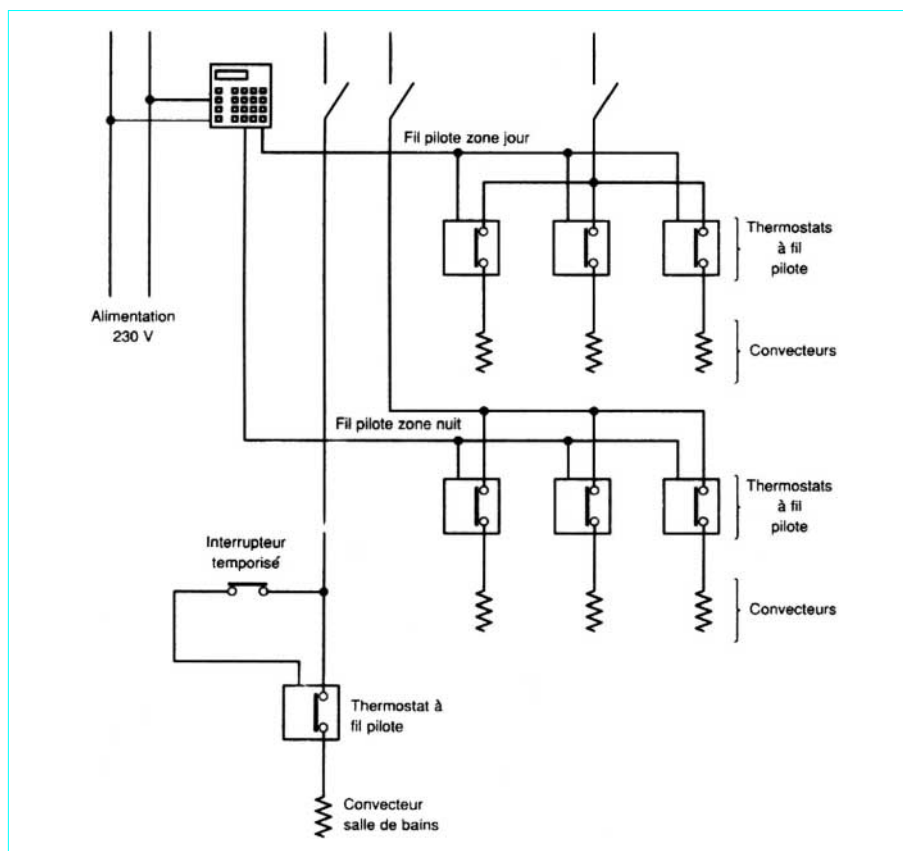 Fil pilote zone jour
Thermostats
à fil
pilote
Alimentation
230 V
Convecteurs
Fil pilote zone nuit
Thermostats
à fil
pilote
Interrupteur
temporisé
Convecteurs
Thermostat à
fil pilote
Convecteur
salle de bains